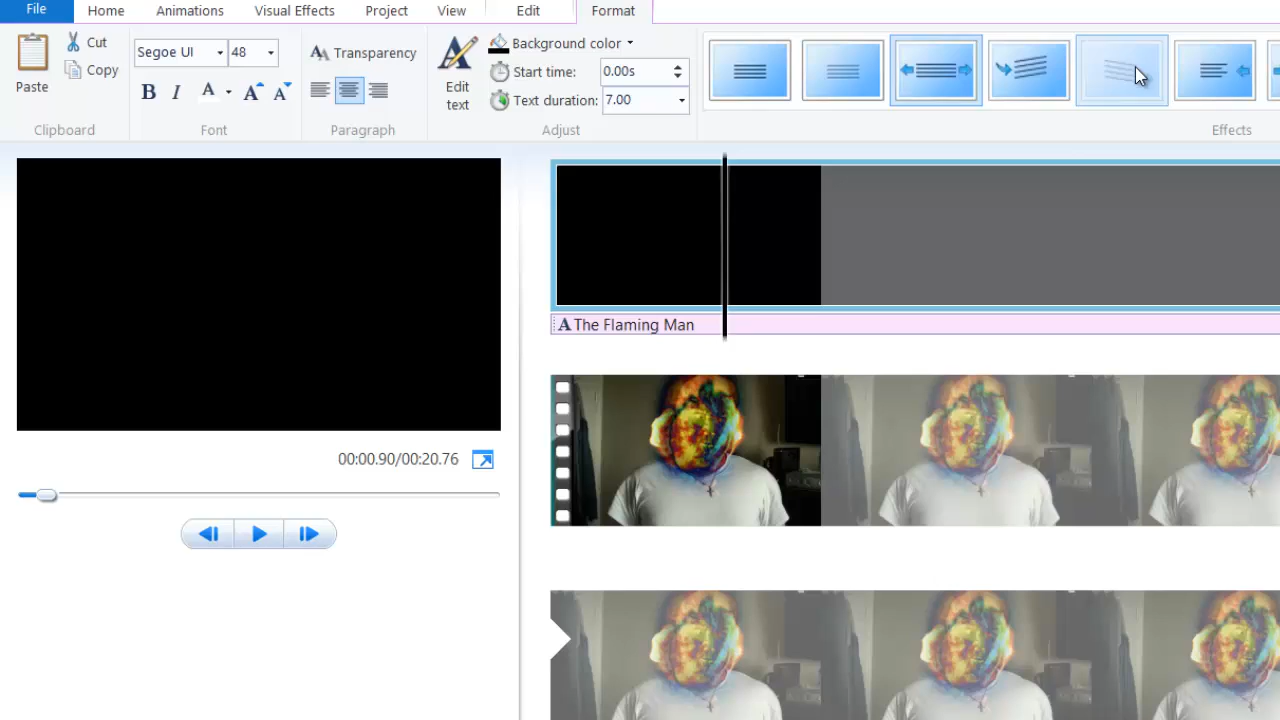 File Home Animations Visual Effects Project View Edit Format
Paste
Cut
Copy
Clipboard
Segoe UI 48
B I A A A
Font
Transparency
Paragraph
Edit
text
Background color
Start time: 0.00s
Text duration: 7.00
Adjust
Effects
A The Flaming Man
00:00.90/00:20.76